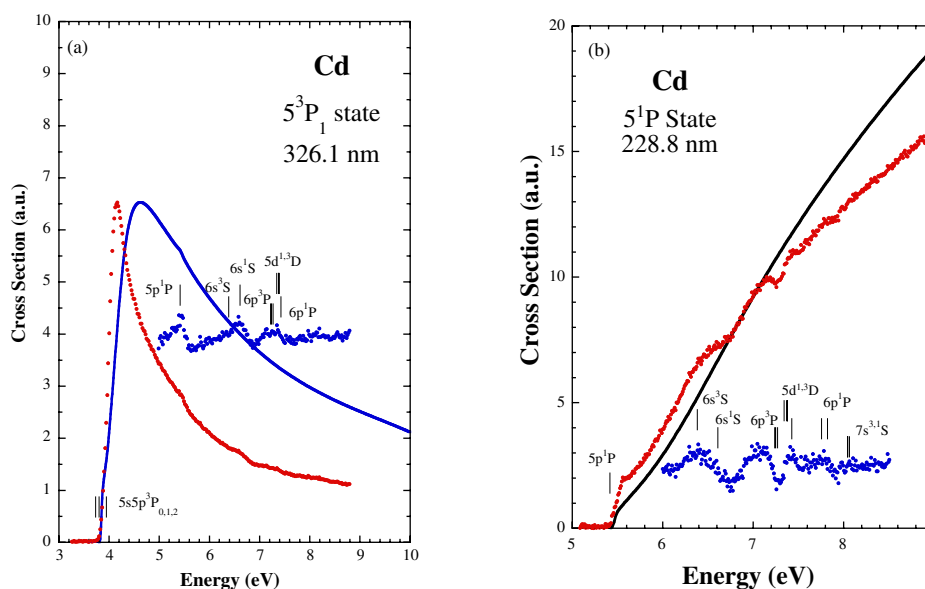 (a)
Cd
5³P₁ state
326.1 nm
5d¹,³D
6s¹S
5p¹P
6s³S
6p³P
6p¹P
5s5p³P₀,₁,₂
Cross Section (a.u.)
0
1
2
3
4
5
6
7
8
9
10
3
4
5
6
7
8
9
10
Energy (eV)
(b)
Cd
5¹P State
228.8 nm
6s³S
6s¹S
6p³P
5d¹,³D
6p¹P
7s³,¹S
5p¹P
Cross Section (a.u.)
0
5
10
15
20
5
6
7
8
Energy (eV)